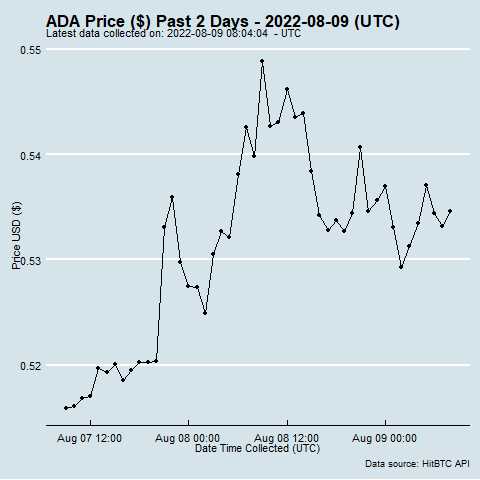 ADA Price ($) Past 2 Days - 2022-08-09 (UTC)
Latest data collected on: 2022-08-09 08:04:04  - UTC
0.55
0.54
0.53
0.52
Price USD ($)
Aug 07 12:00
Aug 08 00:00
Aug 08 12:00
Aug 09 00:00
Date Time Collected (UTC)
Data source: HitBTC API